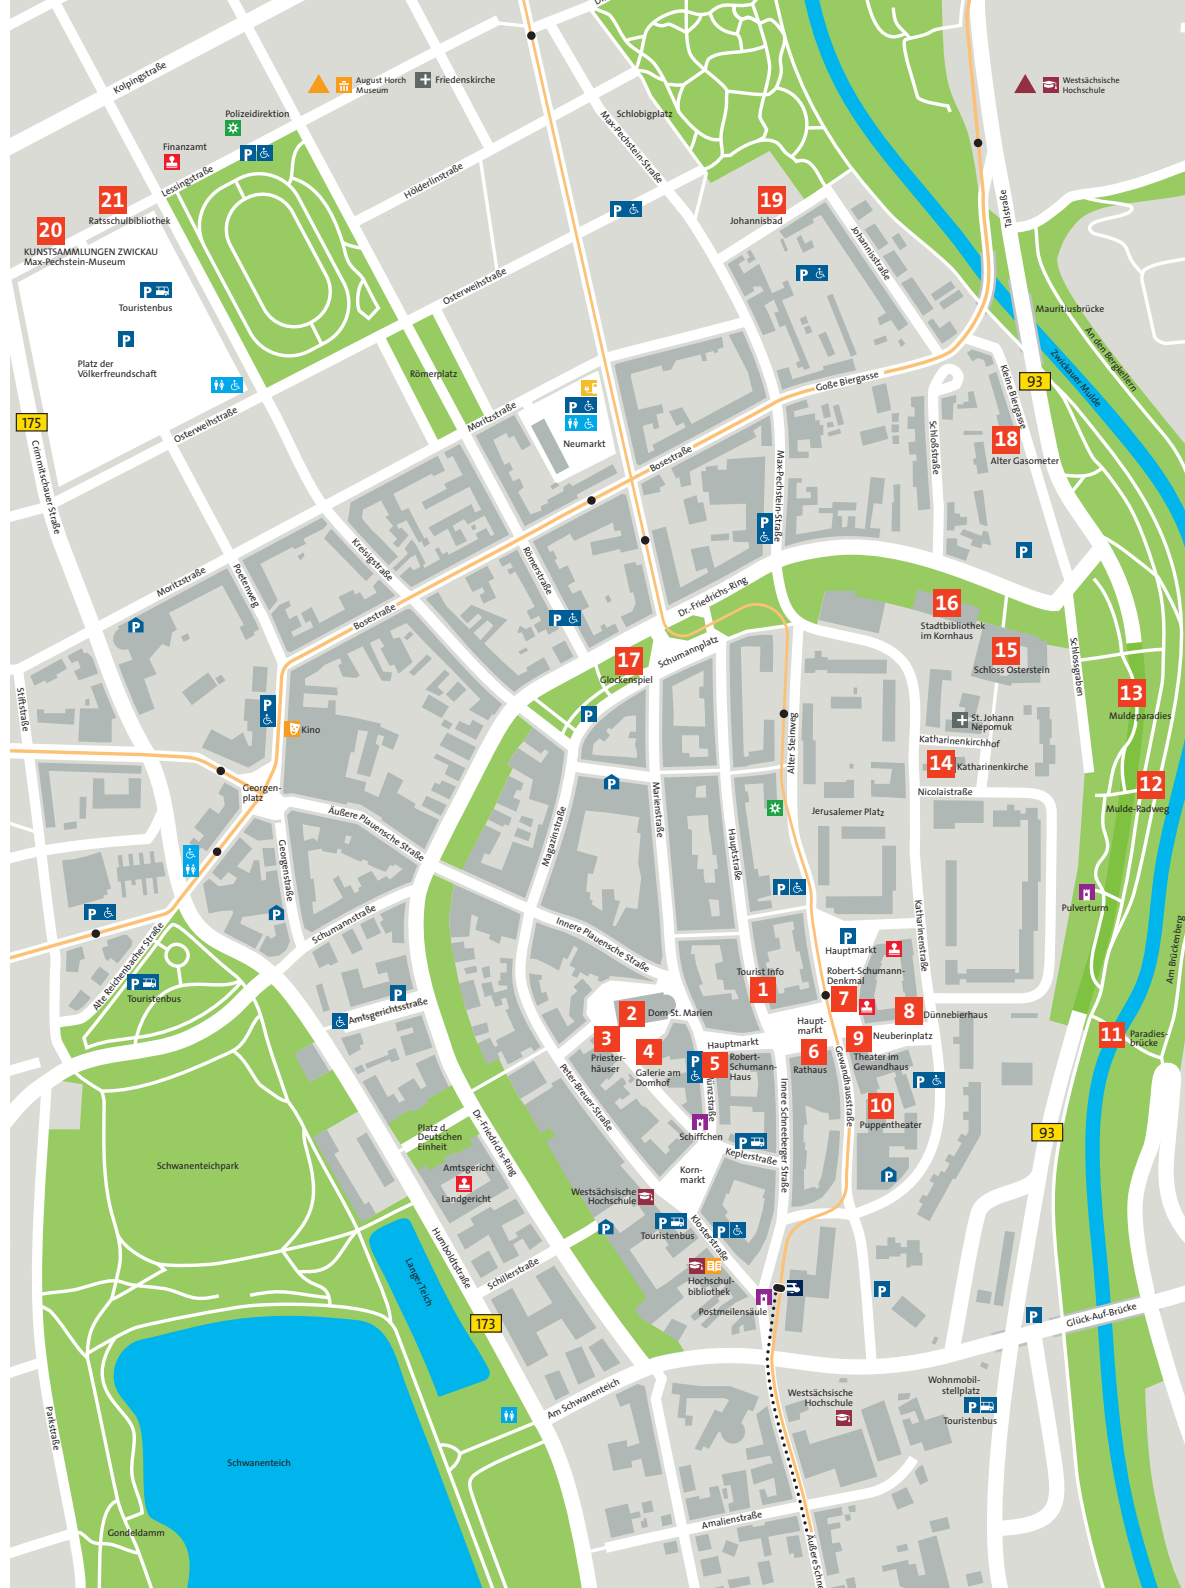 Kolpingstraße
August Horch
Museum
Friedenskirche
Westsächsische
Hochschule
Polizeidirektion
P
Schlobigplatz
Max-Pechstein-Straße
Finanzamt
Lessingstraße
Hölderlinstraße
21
Ratsschulbibliothek
20
KUNSTSAMMLUNGEN ZWICKAU
Max-Pechstein-Museum
P
19
Johannisbad
Johannisstraße
Talstraße
P
P
Touristenbus
Osterweihstraße
Mauritiusbrücke
An den Bergkellern
Zwickauer Mulde
P
Platz der
Völkerfreundschaft
Römerplatz
Goße Biergasse
Kleine Biergasse
93
175
Osterweihstraße
Moritzstraße
P
Neumarkt
Bosestraße
Crimmitschauer Straße
Max-Pechstein-Straße
Schloßstraße
18
Alter Gasometer
P
P
Moritzstraße
Poetenweg
Kreisigstraße
Römerstraße
Bosestraße
P
P
Dr.-Friedrichs-Ring
16
Stadtbibliothek
im Kornhaus
15
Schloss Osterstein
Schlossgraben
17
Glockenspiel
Schumannplatz
Stiftstraße
P
Kino
P
Alter Steinweg
St. Johann
Nepomuk
13
Muldeparadies
Katharinenkirchhof
14
Katharinenkirche
Nicolaistraße
12
Mulde-Radweg
Georgen-
platz
P
Marienstraße
Magazinstraße
Äußere Plauensche Straße
Jerusalemer Platz
Hauptstraße
Georgenstraße
P
P
P
Schumannstraße
Innere Plauensche Straße
Katharinenstraße
Pulverturm
Alte Reichenbacher Straße
P
Hauptmarkt
Am Brückenberg
P
Touristenbus
P
Amtsgerichtsstraße
Tourist Info
1
Robert-Schumann-
Denkmal
7
8
Dünnebierhaus
2
Dom St. Marien
Haupt-
markt
9
Neuberinplatz
11
Paradies-
brücke
3
Priester-
häuser
4
Galerie am
Domhof
Hauptmarkt
P
5
Robert-
Schumann-
Haus
6
Rathaus
Theater im
Gewandhaus
P
Peter-Breuer-Straße
Münzstraße
Innere Schneeberger Straße
Gewandhausstraße
10
Puppentheater
93
Platz d.
Deutschen
Einheit
Dr.-Friedrichs-Ring
Schiffchen
P
Keplerstraße
Schwanenteichpark
Amtsgericht
Landgericht
Korn-
markt
P
Westsächsische
Hochschule
P
P
Touristenbus
Klosterstraße
P
Humboldtstraße
Langer Teich
Schillerstraße
Hochschul-
bibliothek
Postmeilensäule
P
P
Glück-Auf-Brücke
173
Am Schwanenteich
Parkstraße
Westsächsische
Hochschule
Wohnmobil-
stellplatz
P
Touristenbus
Schwanenteich
Gondeldamm
Amalienstraße
Äußere Schne